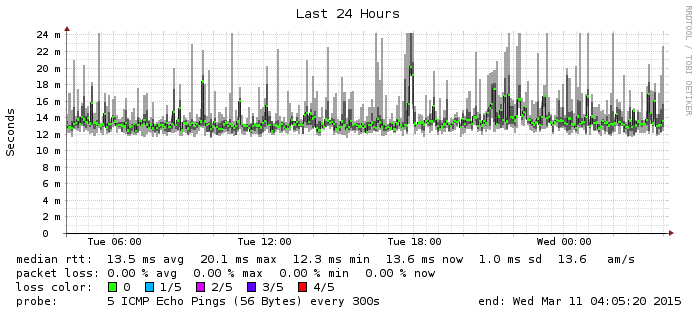 Last 24 Hours
RRDTOOL / TOBI OETIKER
Seconds
24 m
22 m
20 m
18 m
16 m
14 m
12 m
10 m
8 m
6 m
4 m
2 m
0
Tue 06:00 Tue 12:00 Tue 18:00 Wed 00:00
median rtt: 13.5 ms avg 20.1 ms max 12.3 ms min 13.6 ms now 1.0 ms sd 13.6 am/s
packet loss: 0.00 % avg 0.00 % max 0.00 % min 0.00 % now
loss color: 0 1/5 2/5 3/5 4/5
probe: 5 ICMP Echo Pings (56 Bytes) every 300s end: Wed Mar 11 04:05:20 2015